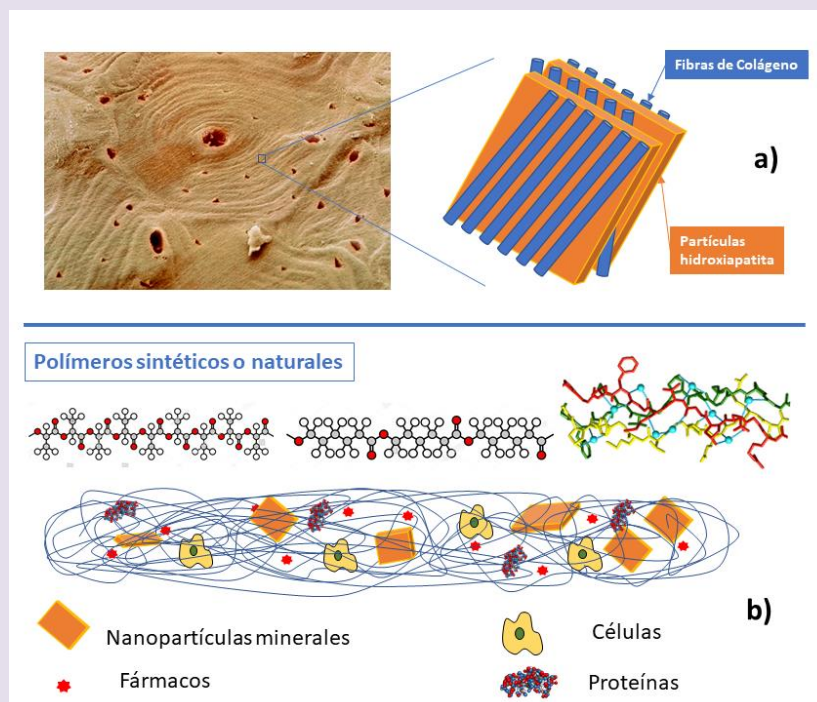 Fibras de Colágeno
a)
Partículas
hidroxiapatita
Polímeros sintéticos o naturales
b)
Nanopartículas minerales
Células
Fármacos
Proteínas